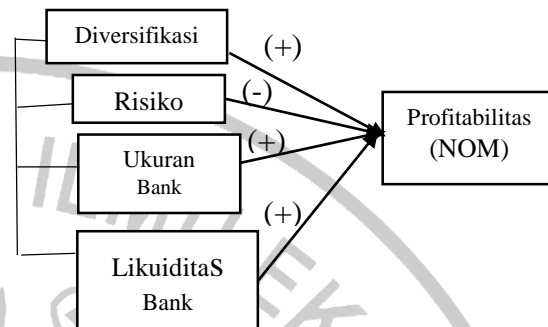 Diversifikasi
(+)
Risiko
(-)
Profitabilitas
(NOM)
Ukuran
Bank
(+)
(+)
LikuiditaS
Bank